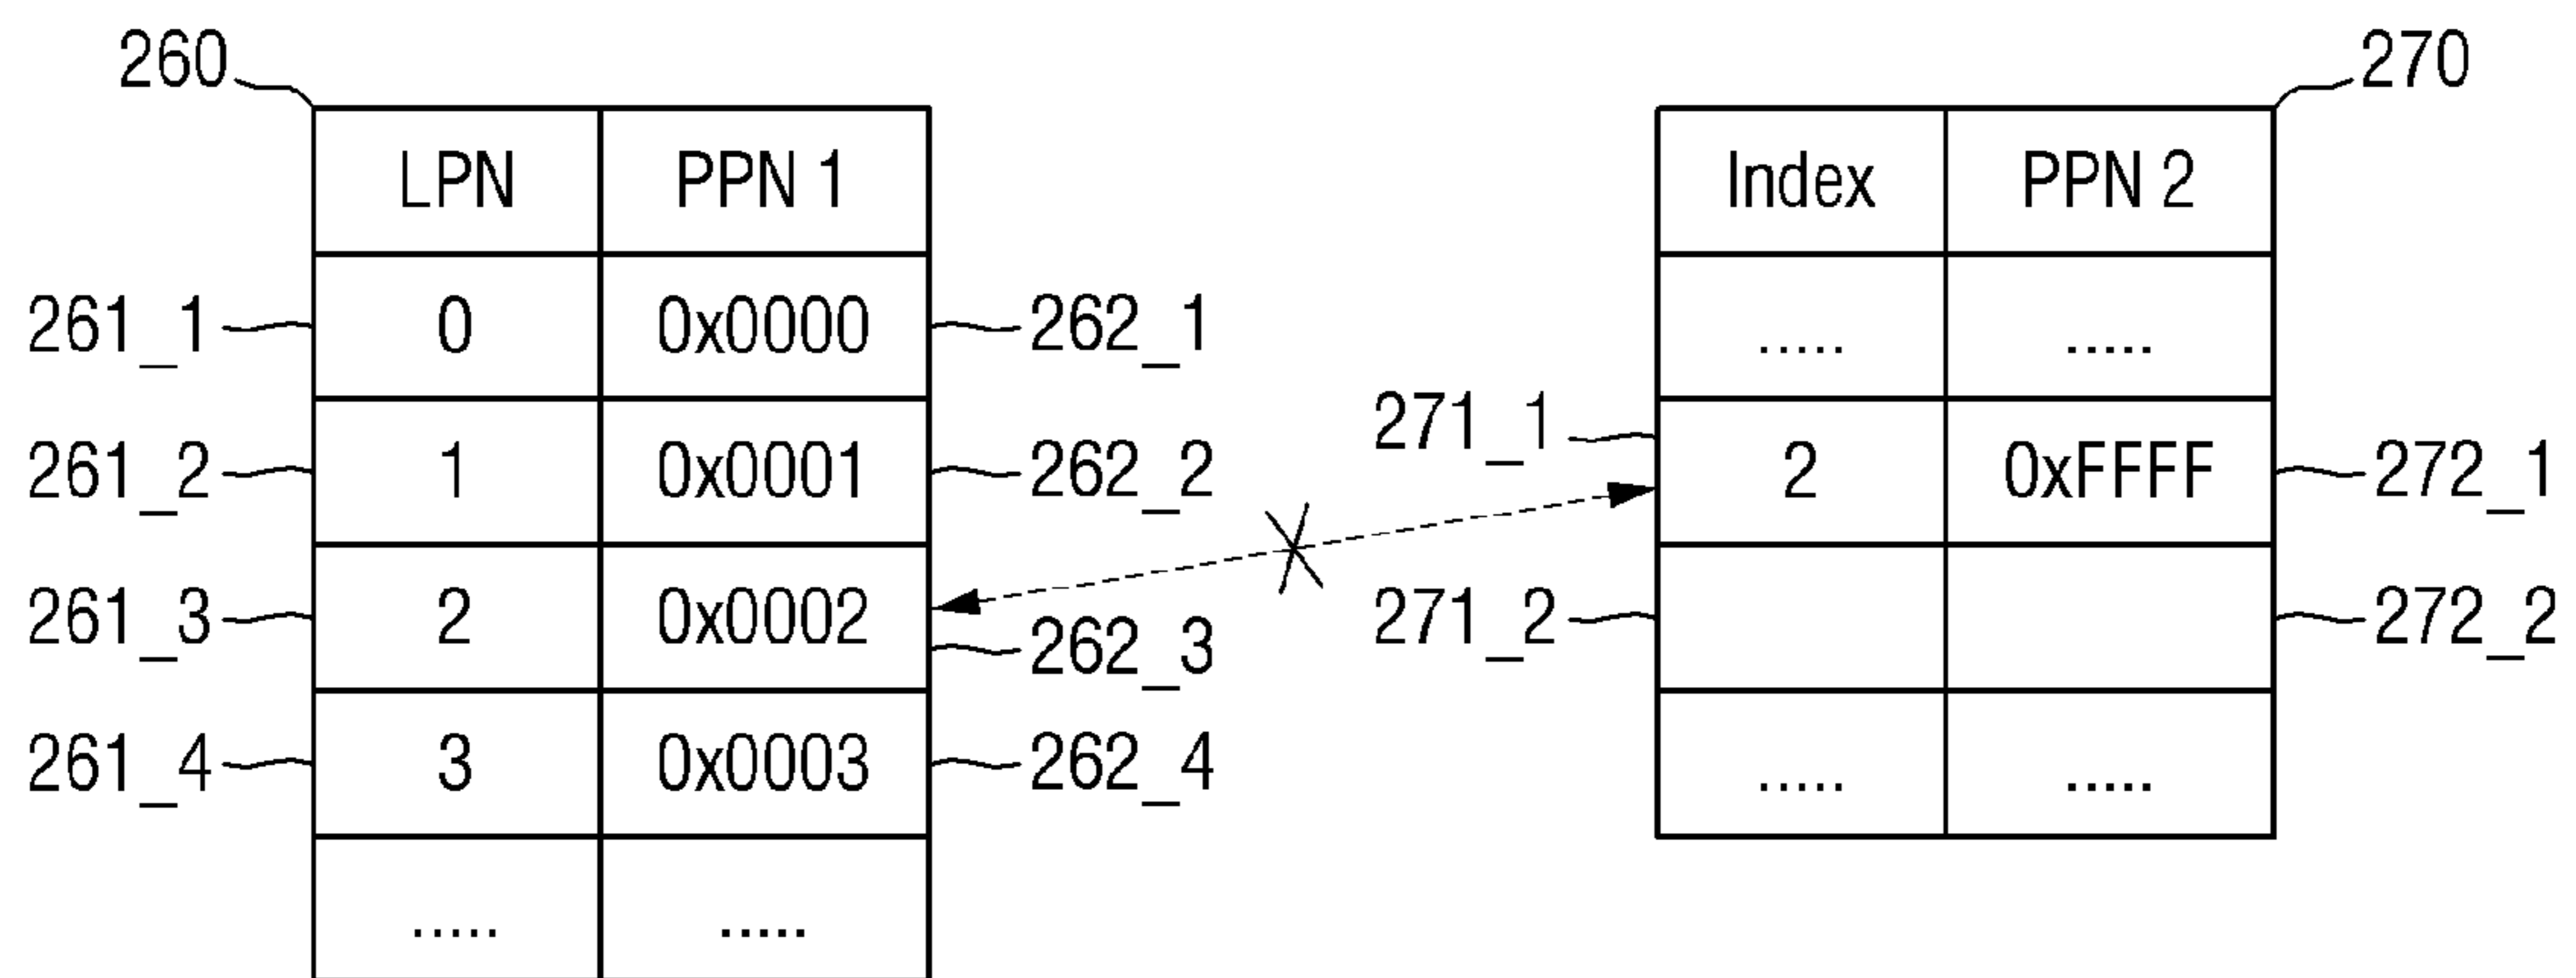 260 270
LPN PPN 1 Index PPN 2
261_1 0 0x0000 262_1 ..... .....
261_2 1 0x0001 262_2 271_1 2 0xFFFF 272_1
261_3 2 0x0002 262_3 271_2 272_2
261_4 3 0x0003 262_4 ..... .....
..... .....